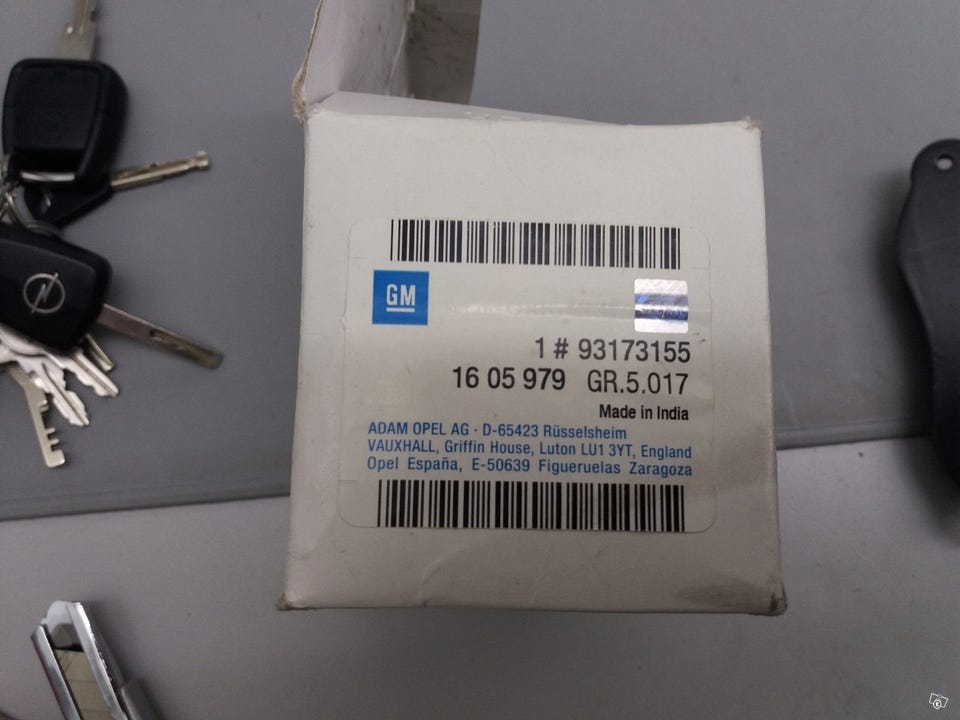 GM
1 # 93173155
16 05 979 GR.5.017
Made in India
ADAM OPEL AG · D-65423 Rüsselsheim
VAUXHALL, Griffin House, Luton LU1 3YT, England
Opel España, E-50639 Figueruelas Zaragoza